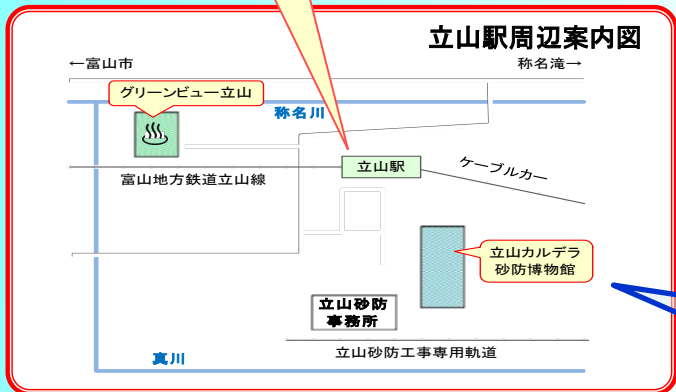 立山駅周辺案内図
←富山市
称名滝→
グリーンビュー立山
称名川
立山駅
ケーブルカー
富山地方鉄道立山線
立山カルデラ
砂防博物館
立山砂防
事務所
立山砂防工事専用軌道
真川